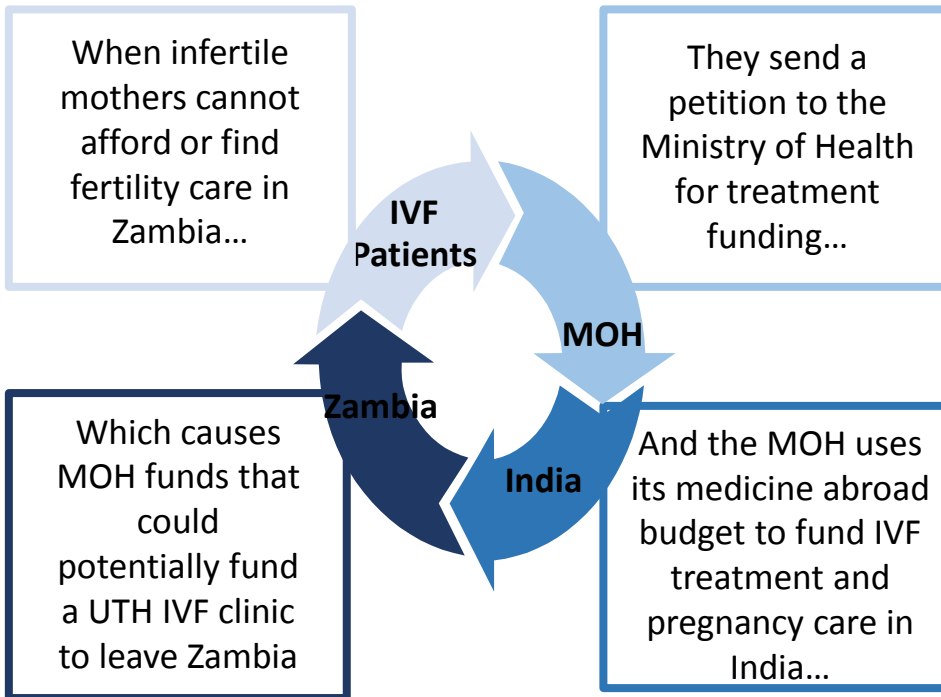 When infertile
mothers cannot
afford or find
fertility care in
Zambia…
They send a
petition to the
Ministry of Health
for treatment
funding…
IVF
Patients
MOH
Zambia
India
Which causes
MOH funds that
could
potentially fund
a UTH IVF clinic
to leave Zambia
And the MOH uses
its medicine abroad
budget to fund IVF
treatment and
pregnancy care in
India…